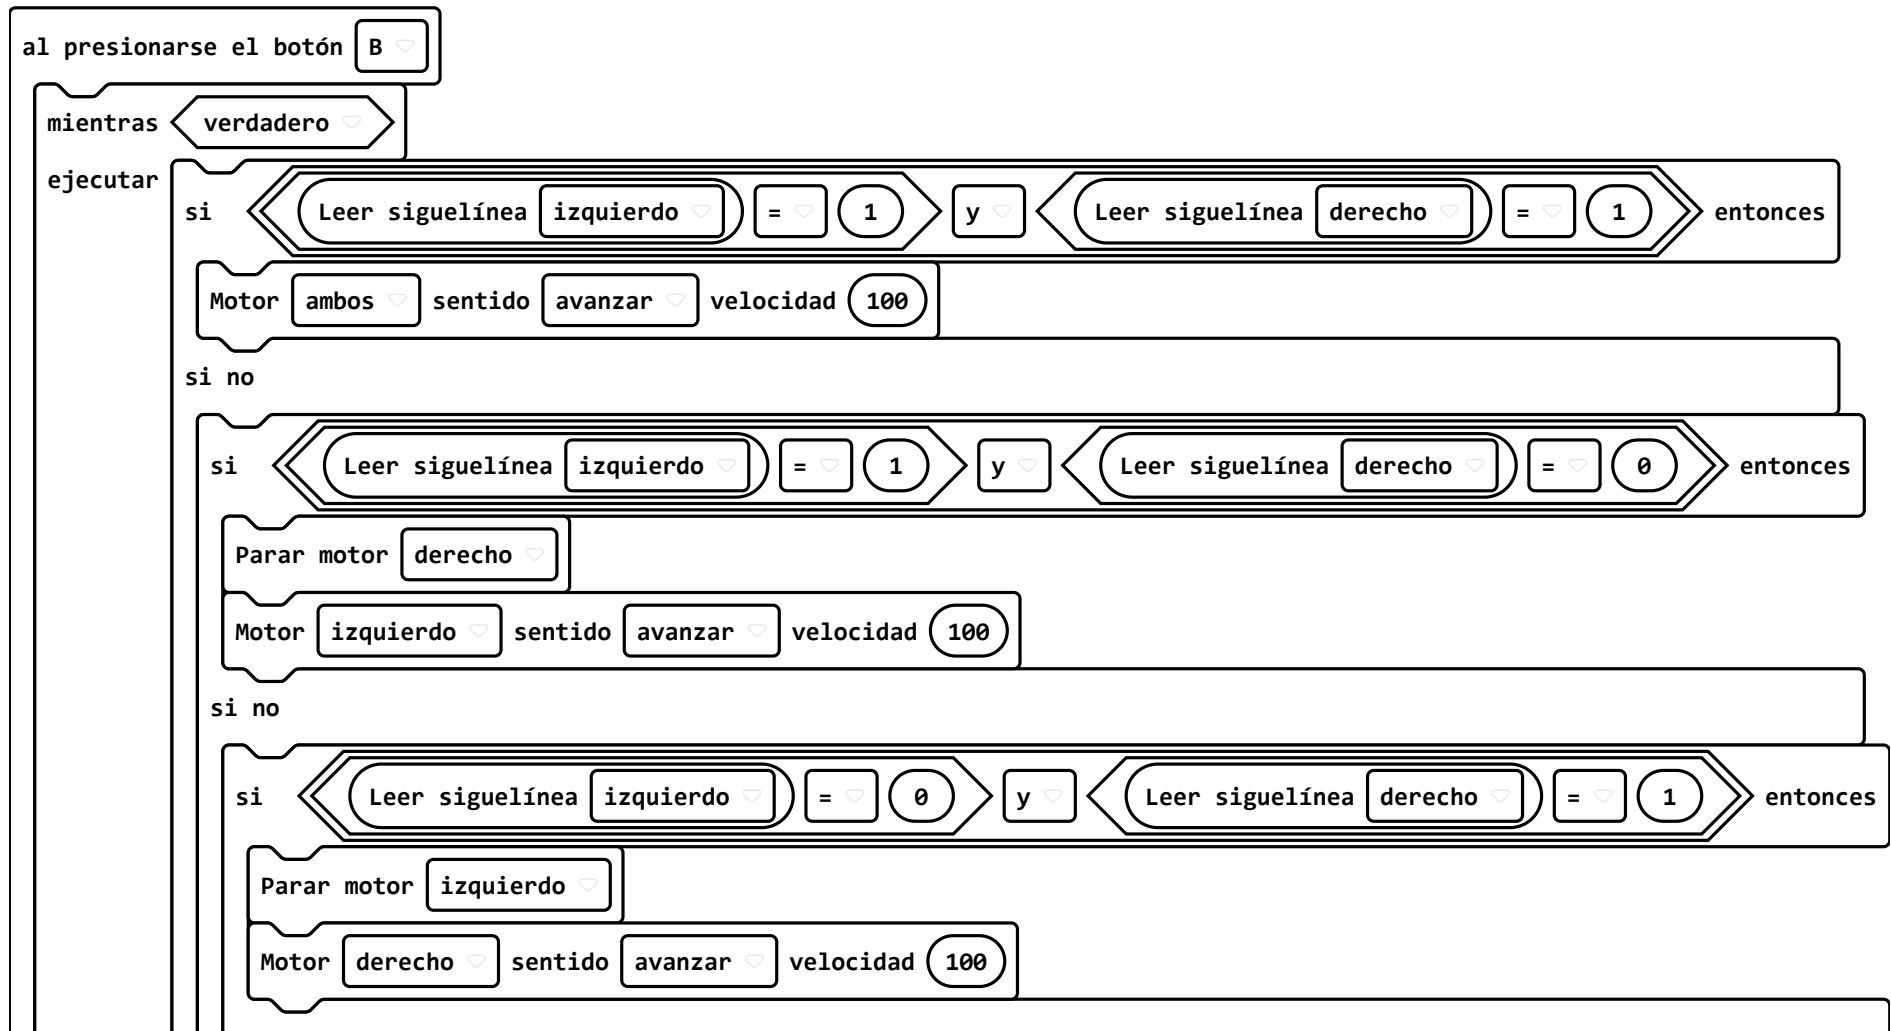 al presionarse el botón B
mientras verdadero
ejecutar
si Leer siguelínea izquierdo = 1 y Leer siguelínea derecho = 1 entonces
Motor ambos sentido avanzar velocidad 100
si no
si Leer siguelínea izquierdo = 1 y Leer siguelínea derecho = 0 entonces
Parar motor derecho
Motor izquierdo sentido avanzar velocidad 100
si no
si Leer siguelínea izquierdo = 0 y Leer siguelínea derecho = 1 entonces
Parar motor izquierdo
Motor derecho sentido avanzar velocidad 100